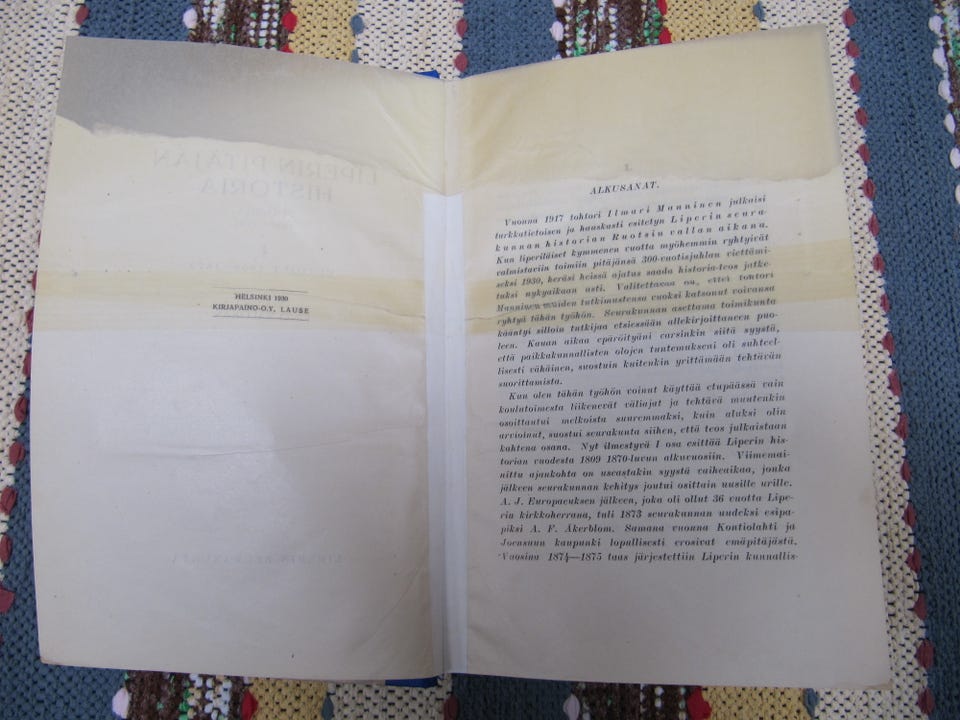 LIPERIN PITÄJÄN
HISTORIA
HELSINKI 1930
KIRJAPAINO-O.Y. LAUSE
I.
ALKUSANAT.
Vuonna 1917 tohtori Ilmari Manninen julkaisi
tarkkatietoisen ja hauskasti esitetyn Liperin seura-
kunnan historian Ruotsin vallan aikana.
Kun liperiläiset kymmenen vuotta myöhemmin ryhtyivät
valmistaviin toimiin pitäjänsä 300-vuotisjuhlan viettämi-
seksi 1930, heräsi heissä ajatus saada historia-teos jatke-
tuksi nykyaikaan asti. Valitettavaa on, ettei tohtori
Manninen muiden tutkimustensa vuoksi katsonut voivansa
ryhtyä tähän työhön. Seurakunnan asettama toimikunta
kääntyi silloin tutkijaa etsiessään allekirjoittaneen puo-
leen. Kauan aikaa epäröityäni varsinkin siitä syystä,
että paikkakunnallisten olojen tuntemukseni oli suhteel-
lisesti vähäinen, suostuin kuitenkin yrittämään tehtävän
suorittamista.
Kun olen tähän työhön voinut käyttää etupäässä vain
koulutoimesta liikenevät väliajat ja tehtävä muutenkin
osoittautui melkoista suuremmaksi, kuin aluksi olin
arvioinut, suostui seurakunta siihen, että teos julkaistaan
kahtena osana. Nyt ilmestyvä I osa esittää Liperin his-
torian vuodesta 1809 1870-luvun alkuvuosiin. Viimemai-
nittu ajankohta on useastakin syystä vaiheaikaa, jonka
jälkeen seurakunnan kehitys joutui osittain uusille urille.
A. J. Europaeuksen jälkeen, joka oli ollut 36 vuotta Lipe-
rin kirkkoherrana, tuli 1873 seurakunnan uudeksi esipa-
piksi A. F. Åkerblom. Samana vuonna Kontiolahti ja
Joensuun kaupunki lopullisesti erosivat emäpitäjästä.
Vuosina 1874—1875 taas järjestettiin Liperin kunnallis-